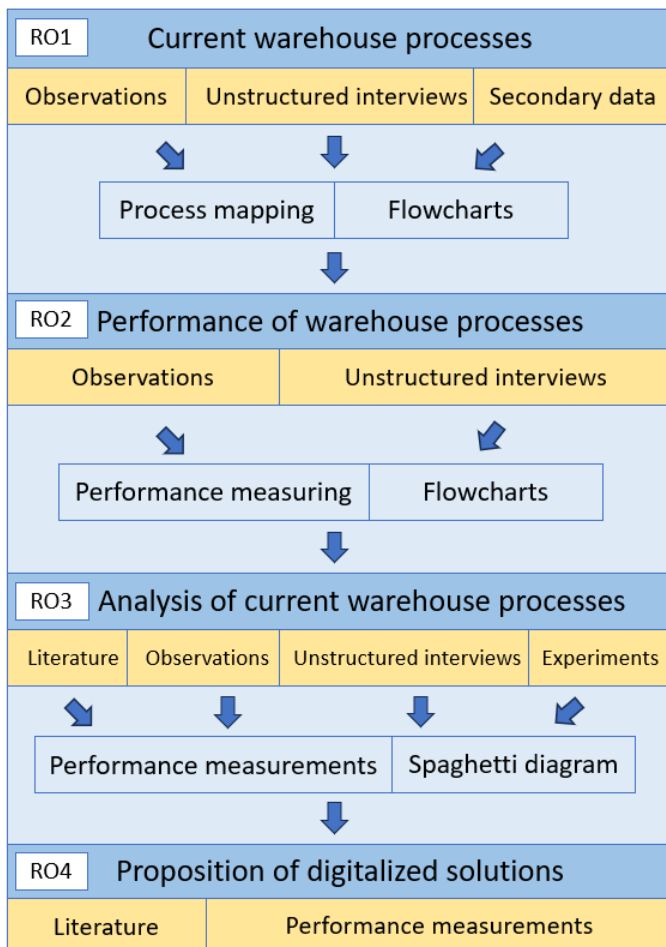 RO1 Current warehouse processes
Observations Unstructured interviews Secondary data
Process mapping Flowcharts
RO2 Performance of warehouse processes
Observations Unstructured interviews
Performance measuring Flowcharts
RO3 Analysis of current warehouse processes
Literature Observations Unstructured interviews Experiments
Performance measurements Spaghetti diagram
RO4 Proposition of digitalized solutions
Literature Performance measurements